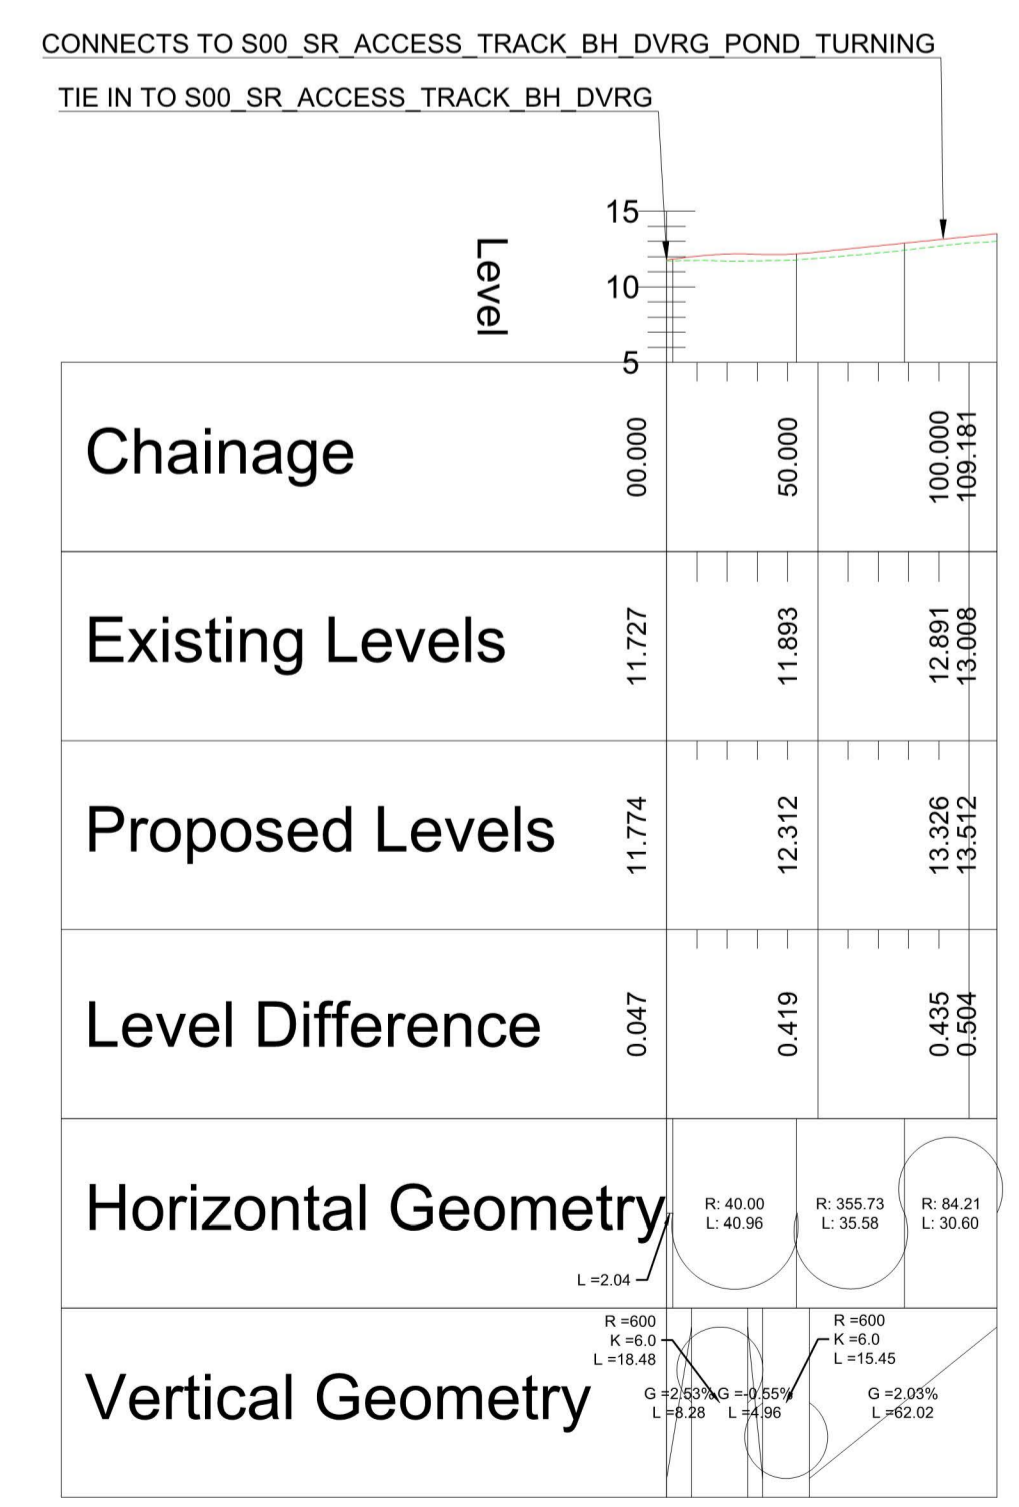 CONNECTS TO S00_SR_ACCESS_TRACK_BH_DVRG_POND_TURNING
TIE IN TO S00_SR_ACCESS_TRACK_BH_DVRG
Level
15
10
5
Chainage
00.000
50.000
100.000
109.181
Existing Levels
11.727
11.893
12.891
13.008
Proposed Levels
11.774
12.312
13.326
13.512
Level Difference
0.047
0.419
0.435
0.504
Horizontal Geometry
L =2.04
R: 40.00
L: 40.96
R: 355.73
L: 35.58
R: 84.21
L: 30.60
Vertical Geometry
R =600
K =6.0
L =18.48
R =600
K =6.0
L =15.45
G =2.53%
L =8.28
G =-0.55%
L =4.96
G =2.03%
L =62.02